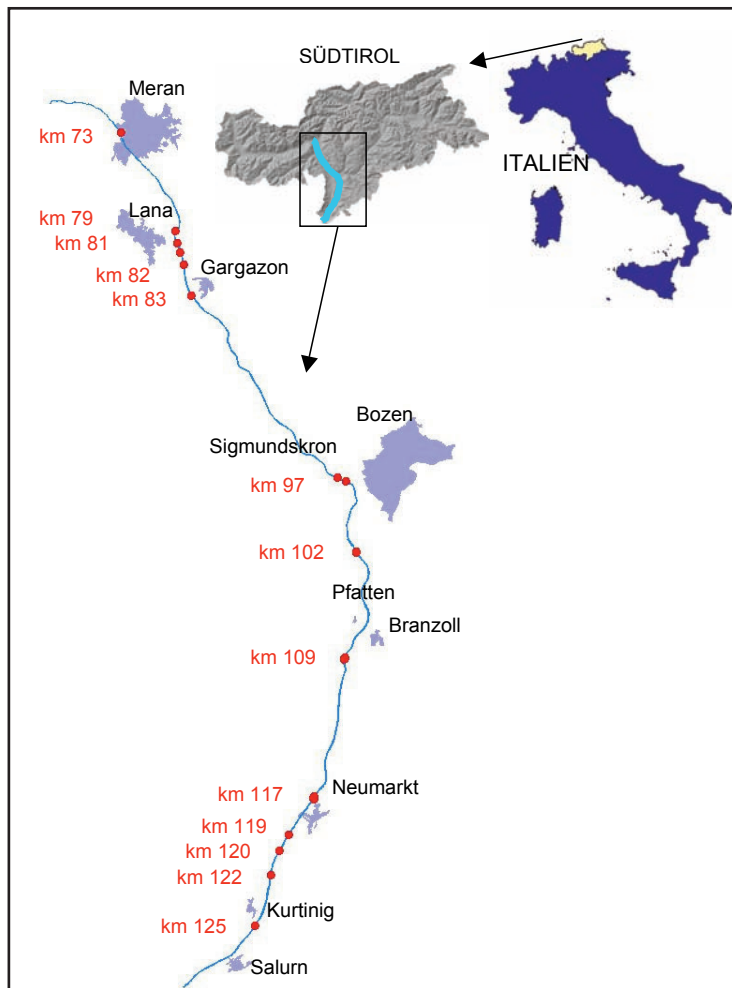 SÜDTIROL
ITALIEN
Meran
km 73
Lana
km 79
km 81
km 82
Gargazon
km 83
Bozen
Sigmundskron
km 97
km 102
Pfatten
Branzoll
km 109
Neumarkt
km 117
km 119
km 120
km 122
Kurtinig
km 125
Salurn